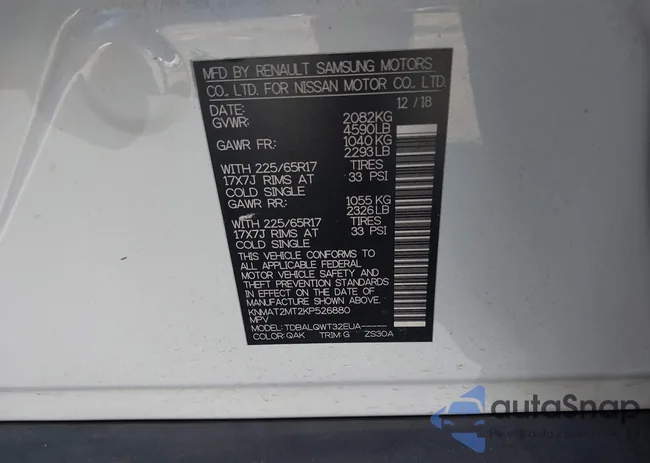 MFD BY RENAULT SAMSUNG MOTORS
CO., LTD. FOR NISSAN MOTOR CO., LTD.
DATE: 12 / 18
GVWR: 2082KG
4590LB
GAWR FR: 1040 KG
2293LB
WITH 225/65R17 TIRES
17X7J RIMS AT 33 PSI
COLD SINGLE
GAWR RR: 1055 KG
2326LB
WITH 225/65R17 TIRES
17X7J RIMS AT 33 PSI
COLD SINGLE
THIS VEHICLE CONFORMS TO
ALL APPLICABLE FEDERAL
MOTOR VEHICLE SAFETY AND
THEFT PREVENTION STANDARDS
IN EFFECT ON THE DATE OF
MANUFACTURE SHOWN ABOVE.
KNMAT2MT2KP526880
MPV
MODEL: TDBALQWT32EUA-----
COLOR: QAK TRIM: G ZS30A
autoSnap